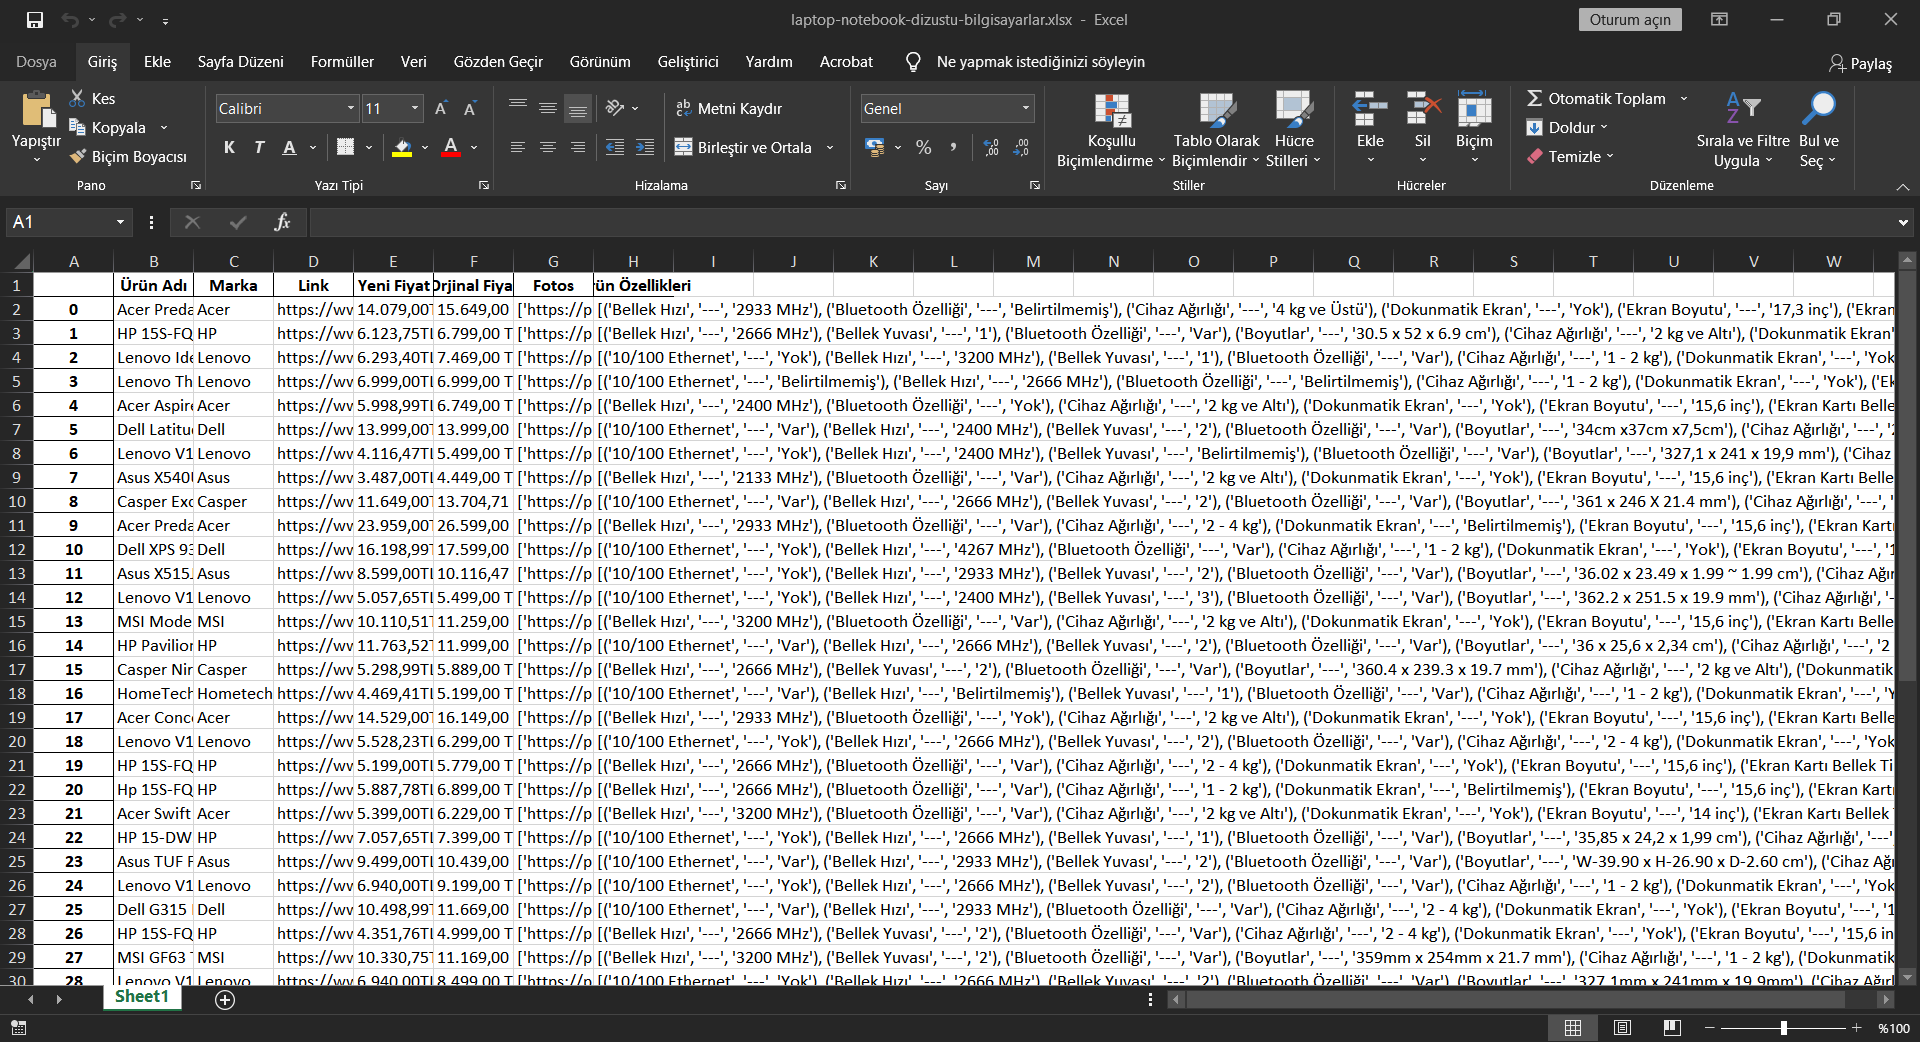 laptop-notebook-dizustu-bilgisayarlar.xlsx - Excel
Oturum açın
Dosya Giriş Ekle Sayfa Düzeni Formüller Veri Gözden Geçir Görünüm Geliştirici Yardım Acrobat Ne yapmak istediğinizi söyleyin Paylaş
Yapıştır
Kes
Kopyala
Biçim Boyacısı
Pano
Calibri 11
K T A
Yazı Tipi
Metni Kaydır
Birleştir ve Ortala
Hizalama
Genel
Sayı
Koşullu Biçimlendirme
Tablo Olarak Biçimlendir
Hücre Stilleri
Stiller
Ekle Sil Biçim
Hücreler
Otomatik Toplam
Doldur
Temizle
Sırala ve Filtre Uygula
Bul ve Seç
Düzenleme
A1 fx
A B C D E F G H I J K L M N O P Q R S T U V W
1 Ürün Adı Marka Link Yeni Fiyat Orjinal Fiya Fotos ün Özellikleri
2 0 Acer Preda Acer https://wv 14.079,00T 15.649,00 ['https://p [('Bellek Hızı', '---', '2933 MHz'), ('Bluetooth Özelliği', '---', 'Belirtilmemiş'), ('Cihaz Ağırlığı', '---', '4 kg ve Üstü'), ('Dokunmatik Ekran', '---', 'Yok'), ('Ekran Boyutu', '---', '17,3 inç'), ('Ekran
3 1 HP 15S-FQ HP https://wv 6.123,75TL 6.799,00 T ['https://p [('Bellek Hızı', '---', '2666 MHz'), ('Bellek Yuvası', '---', '1'), ('Bluetooth Özelliği', '---', 'Var'), ('Boyutlar', '---', '30.5 x 52 x 6.9 cm'), ('Cihaz Ağırlığı', '---', '2 kg ve Altı'), ('Dokunmatik Ekran'
4 2 Lenovo Ide Lenovo https://wv 6.293,40TL 7.469,00 T ['https://p [('10/100 Ethernet', '---', 'Yok'), ('Bellek Hızı', '---', '3200 MHz'), ('Bellek Yuvası', '---', '1'), ('Bluetooth Özelliği', '---', 'Var'), ('Cihaz Ağırlığı', '---', '1 - 2 kg'), ('Dokunmatik Ekran', '---', 'Yok
5 3 Lenovo Th Lenovo https://wv 6.999,00TL 6.999,00 T ['https://p [('10/100 Ethernet', '---', 'Belirtilmemiş'), ('Bellek Hızı', '---', '2666 MHz'), ('Bluetooth Özelliği', '---', 'Belirtilmemiş'), ('Cihaz Ağırlığı', '---', '1 - 2 kg'), ('Dokunmatik Ekran', '---', 'Yok'), ('Ek
6 4 Acer Aspire Acer https://wv 5.998,99TL 6.749,00 T ['https://p [('Bellek Hızı', '---', '2400 MHz'), ('Bluetooth Özelliği', '---', 'Yok'), ('Cihaz Ağırlığı', '---', '2 kg ve Altı'), ('Dokunmatik Ekran', '---', 'Yok'), ('Ekran Boyutu', '---', '15,6 inç'), ('Ekran Kartı Belle
7 5 Dell Latitu Dell https://wv 13.999,00T 13.999,00 ['https://p [('10/100 Ethernet', '---', 'Var'), ('Bellek Hızı', '---', '2400 MHz'), ('Bellek Yuvası', '---', '2'), ('Bluetooth Özelliği', '---', 'Var'), ('Boyutlar', '---', '34cm x37cm x7,5cm'), ('Cihaz Ağırlığı', '---', '2
8 6 Lenovo V1 Lenovo https://wv 4.116,47TL 5.499,00 T ['https://p [('10/100 Ethernet', '---', 'Yok'), ('Bellek Hızı', '---', '2400 MHz'), ('Bellek Yuvası', '---', 'Belirtilmemiş'), ('Bluetooth Özelliği', '---', 'Var'), ('Boyutlar', '---', '327,1 x 241 x 19,9 mm'), ('Cihaz
9 7 Asus X540U Asus https://wv 3.487,00TL 4.449,00 T ['https://p [('Bellek Hızı', '---', '2133 MHz'), ('Bluetooth Özelliği', '---', 'Var'), ('Cihaz Ağırlığı', '---', '2 kg ve Altı'), ('Dokunmatik Ekran', '---', 'Yok'), ('Ekran Boyutu', '---', '15,6 inç'), ('Ekran Kartı Belle
10 8 Casper Exc Casper https://wv 11.649,00T 13.704,71 ['https://p [('10/100 Ethernet', '---', 'Var'), ('Bellek Hızı', '---', '2666 MHz'), ('Bellek Yuvası', '---', '2'), ('Bluetooth Özelliği', '---', 'Var'), ('Boyutlar', '---', '361 x 246 X 21.4 mm'), ('Cihaz Ağırlığı', '---', '
11 9 Acer Preda Acer https://wv 23.959,00T 26.599,00 ['https://p [('Bellek Hızı', '---', '2933 MHz'), ('Bluetooth Özelliği', '---', 'Var'), ('Cihaz Ağırlığı', '---', '2 - 4 kg'), ('Dokunmatik Ekran', '---', 'Belirtilmemiş'), ('Ekran Boyutu', '---', '15,6 inç'), ('Ekran Kartı
12 10 Dell XPS 93 Dell https://wv 16.198,99T 17.599,00 ['https://p [('10/100 Ethernet', '---', 'Yok'), ('Bellek Hızı', '---', '4267 MHz'), ('Bluetooth Özelliği', '---', 'Var'), ('Cihaz Ağırlığı', '---', '1 - 2 kg'), ('Dokunmatik Ekran', '---', 'Yok'), ('Ekran Boyutu', '---', '1
13 11 Asus X515J Asus https://wv 8.599,00TL 10.116,47 ['https://p [('10/100 Ethernet', '---', 'Yok'), ('Bellek Hızı', '---', '2933 MHz'), ('Bellek Yuvası', '---', '2'), ('Bluetooth Özelliği', '---', 'Var'), ('Boyutlar', '---', '36.02 x 23.49 x 1.99 ~ 1.99 cm'), ('Cihaz Ağır
14 12 Lenovo V1 Lenovo https://wv 5.057,65TL 5.499,00 T ['https://p [('10/100 Ethernet', '---', 'Yok'), ('Bellek Hızı', '---', '2400 MHz'), ('Bellek Yuvası', '---', '3'), ('Bluetooth Özelliği', '---', 'Var'), ('Boyutlar', '---', '362.2 x 251.5 x 19.9 mm'), ('Cihaz Ağırlığı', '-
15 13 MSI Mode MSI https://wv 10.110,51T 11.259,00 ['https://p [('Bellek Hızı', '---', '3200 MHz'), ('Bluetooth Özelliği', '---', 'Var'), ('Cihaz Ağırlığı', '---', '2 kg ve Altı'), ('Dokunmatik Ekran', '---', 'Yok'), ('Ekran Boyutu', '---', '15,6 inç'), ('Ekran Kartı Belle
16 14 HP Pavilior HP https://wv 11.763,52T 11.999,00 ['https://p [('10/100 Ethernet', '---', 'Yok'), ('Bellek Hızı', '---', '2666 MHz'), ('Bellek Yuvası', '---', '2'), ('Bluetooth Özelliği', '---', 'Var'), ('Boyutlar', '---', '36 x 25,6 x 2,34 cm'), ('Cihaz Ağırlığı', '---', '2
17 15 Casper Nir Casper https://wv 5.298,99TL 5.889,00 T ['https://p [('Bellek Hızı', '---', '2666 MHz'), ('Bellek Yuvası', '---', '2'), ('Bluetooth Özelliği', '---', 'Var'), ('Boyutlar', '---', '360.4 x 239.3 x 19.7 mm'), ('Cihaz Ağırlığı', '---', '2 kg ve Altı'), ('Dokunmatik
18 16 HomeTech Hometech https://wv 4.469,41TL 5.199,00 T ['https://p [('10/100 Ethernet', '---', 'Var'), ('Bellek Hızı', '---', 'Belirtilmemiş'), ('Bellek Yuvası', '---', '1'), ('Bluetooth Özelliği', '---', 'Var'), ('Cihaz Ağırlığı', '---', '1 - 2 kg'), ('Dokunmatik Ekran', '---', 'Y
19 17 Acer Conce Acer https://wv 14.529,00T 16.149,00 ['https://p [('Bellek Hızı', '---', '2933 MHz'), ('Bluetooth Özelliği', '---', 'Yok'), ('Cihaz Ağırlığı', '---', '2 kg ve Altı'), ('Dokunmatik Ekran', '---', 'Yok'), ('Ekran Boyutu', '---', '15,6 inç'), ('Ekran Kartı Belle
20 18 Lenovo V1 Lenovo https://wv 5.528,23TL 6.299,00 T ['https://p [('10/100 Ethernet', '---', 'Yok'), ('Bellek Hızı', '---', '2666 MHz'), ('Bellek Yuvası', '---', '2'), ('Bluetooth Özelliği', '---', 'Var'), ('Cihaz Ağırlığı', '---', '2 - 4 kg'), ('Dokunmatik Ekran', '---', 'Yok
21 19 HP 15S-FQ HP https://wv 5.199,00TL 5.779,00 T ['https://p [('Bellek Hızı', '---', '2666 MHz'), ('Bluetooth Özelliği', '---', 'Var'), ('Cihaz Ağırlığı', '---', '2 - 4 kg'), ('Dokunmatik Ekran', '---', 'Yok'), ('Ekran Boyutu', '---', '15,6 inç'), ('Ekran Kartı Bellek Ti
22 20 Hp 15S-FQ HP https://wv 5.887,78TL 6.899,00 T ['https://p [('Bellek Hızı', '---', '2666 MHz'), ('Bluetooth Özelliği', '---', 'Var'), ('Cihaz Ağırlığı', '---', '1 - 2 kg'), ('Dokunmatik Ekran', '---', 'Belirtilmemiş'), ('Ekran Boyutu', '---', '15,6 inç'), ('Ekran Kartı
23 21 Acer Swift Acer https://wv 5.399,00TL 6.229,00 T ['https://p [('Bellek Hızı', '---', '3200 MHz'), ('Bluetooth Özelliği', '---', 'Var'), ('Cihaz Ağırlığı', '---', '2 kg ve Altı'), ('Dokunmatik Ekran', '---', 'Yok'), ('Ekran Boyutu', '---', '14 inç'), ('Ekran Kartı Bellek
24 22 HP 15-DW HP https://wv 7.057,65TL 7.399,00 T ['https://p [('10/100 Ethernet', '---', 'Yok'), ('Bellek Hızı', '---', '2666 MHz'), ('Bellek Yuvası', '---', '1'), ('Bluetooth Özelliği', '---', 'Var'), ('Boyutlar', '---', '35,85 x 24,2 x 1,99 cm'), ('Cihaz Ağırlığı', '---'
25 23 Asus TUF F Asus https://wv 9.499,00TL 10.439,00 ['https://p [('10/100 Ethernet', '---', 'Var'), ('Bellek Hızı', '---', '2933 MHz'), ('Bellek Yuvası', '---', '2'), ('Bluetooth Özelliği', '---', 'Var'), ('Boyutlar', '---', 'W-39.90 x H-26.90 x D-2.60 cm'), ('Cihaz Ağı
26 24 Lenovo V1 Lenovo https://wv 6.940,00TL 9.199,00 T ['https://p [('10/100 Ethernet', '---', 'Yok'), ('Bellek Hızı', '---', '2666 MHz'), ('Bellek Yuvası', '---', '2'), ('Bluetooth Özelliği', '---', 'Var'), ('Cihaz Ağırlığı', '---', '1 - 2 kg'), ('Dokunmatik Ekran', '---', 'Yok
27 25 Dell G315 Dell https://wv 10.498,99T 11.669,00 ['https://p [('10/100 Ethernet', '---', 'Var'), ('Bellek Hızı', '---', '2933 MHz'), ('Bluetooth Özelliği', '---', 'Var'), ('Cihaz Ağırlığı', '---', '2 - 4 kg'), ('Dokunmatik Ekran', '---', 'Yok'), ('Ekran Boyutu', '---', '1
28 26 HP 15S-FQ HP https://wv 4.351,76TL 4.999,00 T ['https://p [('Bellek Hızı', '---', '2666 MHz'), ('Bellek Yuvası', '---', '2'), ('Bluetooth Özelliği', '---', 'Var'), ('Cihaz Ağırlığı', '---', '2 - 4 kg'), ('Dokunmatik Ekran', '---', 'Yok'), ('Ekran Boyutu', '---', '15,6 in
29 27 MSI GF63 T MSI https://wv 10.330,75T 11.169,00 ['https://p [('Bellek Hızı', '---', '3200 MHz'), ('Bellek Yuvası', '---', '2'), ('Bluetooth Özelliği', '---', 'Var'), ('Boyutlar', '---', '359mm x 254mm x 21.7 mm'), ('Cihaz Ağırlığı', '---', '1 - 2 kg'), ('Dokunmatik
30 28 Lenovo V1 Lenovo https://wv 6.940,00TL 8.499,00 T ['https://p [('10/100 Ethernet', '---', 'Yok'), ('Bellek Hızı', '---', '2666 MHz'), ('Bellek Yuvası', '---', '2'), ('Bluetooth Özelliği', '---', 'Var'), ('Boyutlar', '---', '327,1mm x 241mm x 19.9mm'), ('Cihaz Ağırl
Sheet1
%100